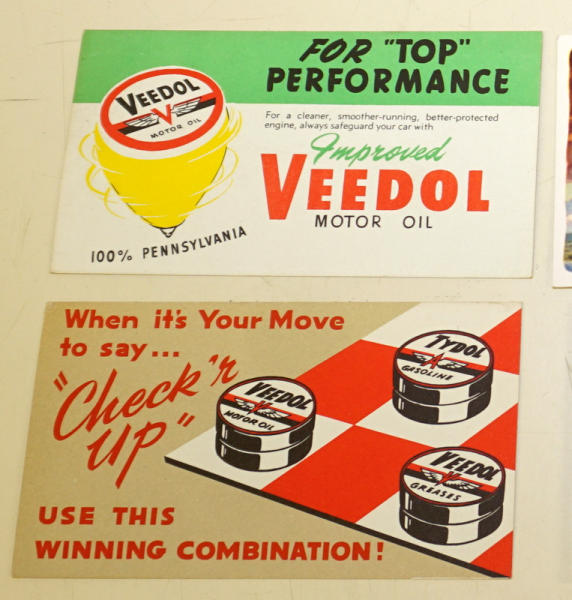 FOR "TOP"
PERFORMANCE
For a cleaner, smoother-running, better-protected
engine, always safeguard your car with
Improved
VEEDOL
MOTOR OIL
VEEDOL
V
MOTOR OIL
100% PENNSYLVANIA
When it's Your Move
to say...
"Check'r
UP"
USE THIS
WINNING COMBINATION!
TYDOL
A
GASOLINE
VEEDOL
V
MOTOR OIL
VEEDOL
V
GREASES